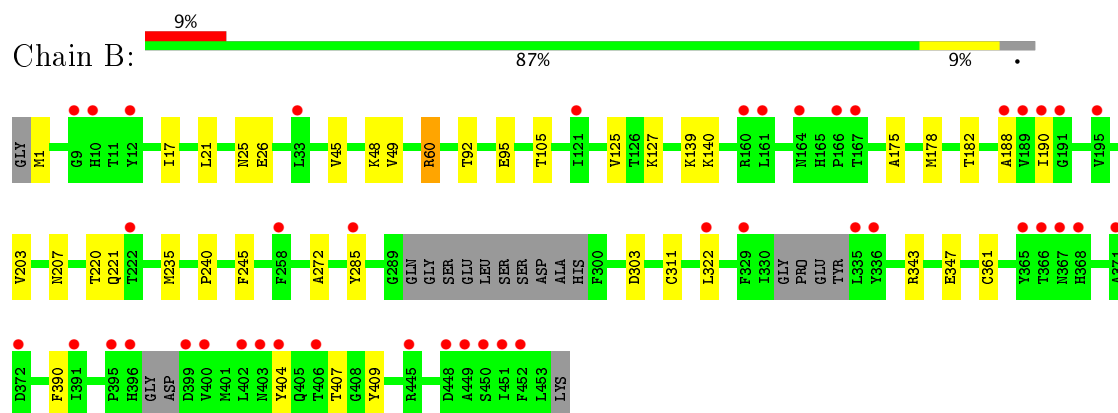 9%
Chain B:
87%
9%
•
GLY M1 G9 H10 T11 Y12 I17 L21 N25 E26 L33 V45 K48 V49 R60 T92 E95 T105 I121 V125 T126 K127 K139 K140 R160 L161 N164 H165 P166 T167 A175 M178 T182 A188 V189 I190 G191 V195
V203 N207 T220 Q221 T222 M235 P240 F245 F258 A272 Y285 G289 GLN GLY SER GLU LEU SER SER ASP ALA HIS F300 D303 C311 L322 F329 I330 GLY PRO GLU TYR L335 Y336 R343 E347 C361 Y365 T366 N367 H368 A371
D372 F390 I391 P395 H396 GLY ASP D399 V400 M401 L402 N403 Y404 Q405 T406 T407 G408 Y409 R445 D448 A449 S450 I451 F452 L453 LYS